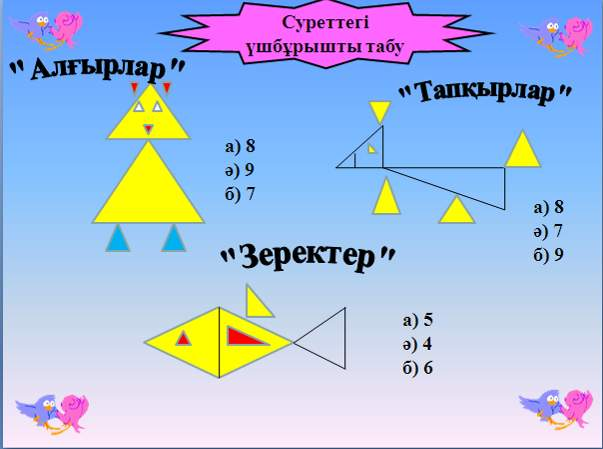 Суреттегі
үшбұрышты табу
"Алғырлар"
"Тапқырлар"
а) 8
ә) 9
б) 7
а) 8
ә) 7
б) 9
"Зеректер"
а) 5
ә) 4
б) 6